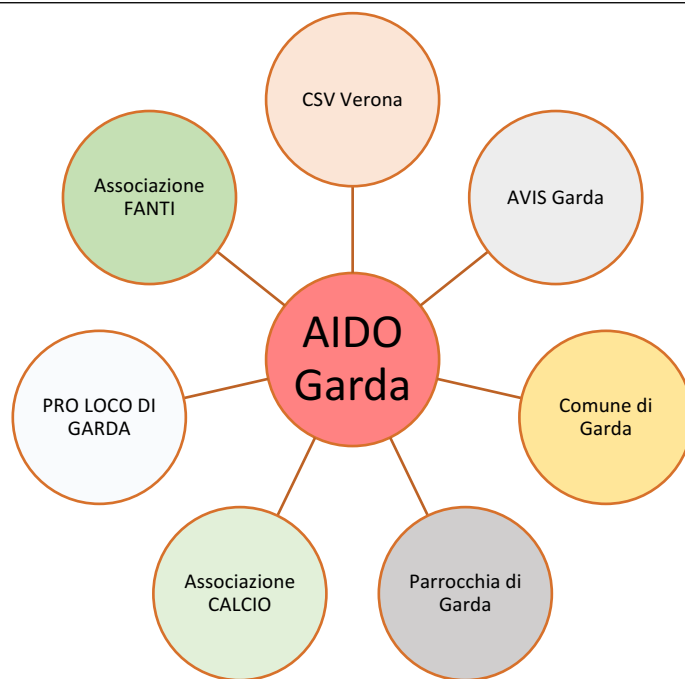 CSV Verona
AVIS Garda
Comune di
Garda
Parrocchia di
Garda
Associazione
CALCIO
PRO LOCO DI
GARDA
Associazione
FANTI
AIDO
Garda